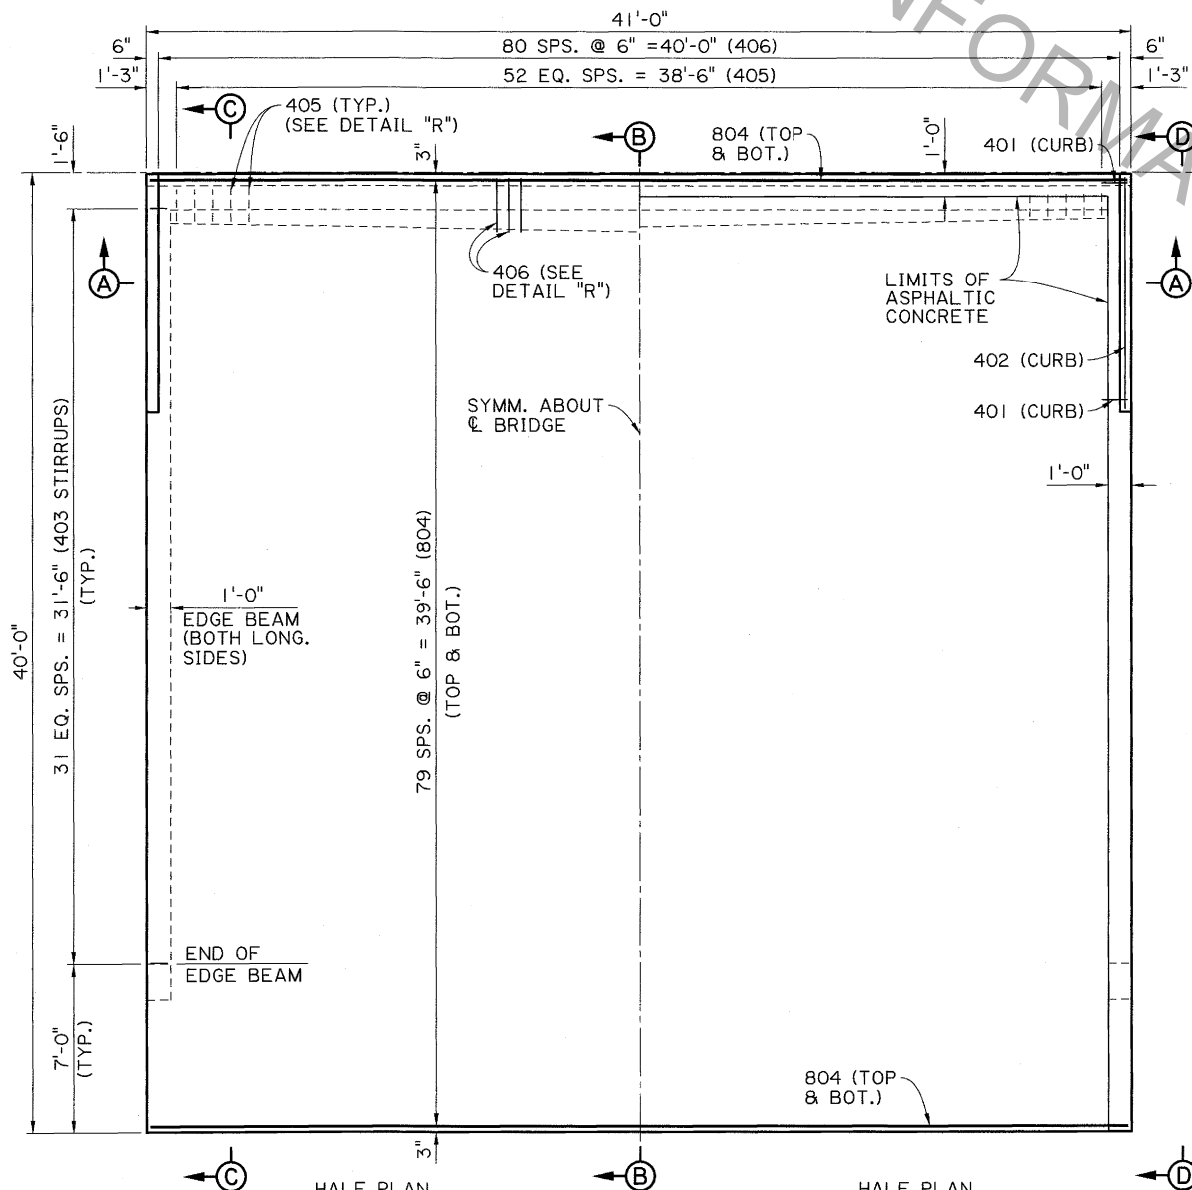 41'-0"
6"
80 SPS. @ 6" =40'-0" (406)
6"
1'-3"
52 EQ. SPS. = 38'-6" (405)
1'-3"
C
405 (TYP.)
(SEE DETAIL "R")
B
804 (TOP
& BOT.)
1'-0"
401 (CURB)
D
1'-6"
3"
A
406 (SEE
DETAIL "R")
LIMITS OF
ASPHALTIC
CONCRETE
A
402 (CURB)
SYMM. ABOUT
℄ BRIDGE
401 (CURB)
1'-0"
40'-0"
31 EQ. SPS. = 31'-6" (403 STIRRUPS)
(TYP.)
79 SPS. @ 6" = 39'-6" (804)
(TOP & BOT.)
1'-0"
EDGE BEAM
(BOTH LONG.
SIDES)
END OF
EDGE BEAM
7'-0"
(TYP.)
804 (TOP
& BOT.)
3"
C
B
D
HALF PLAN
HALF PLAN